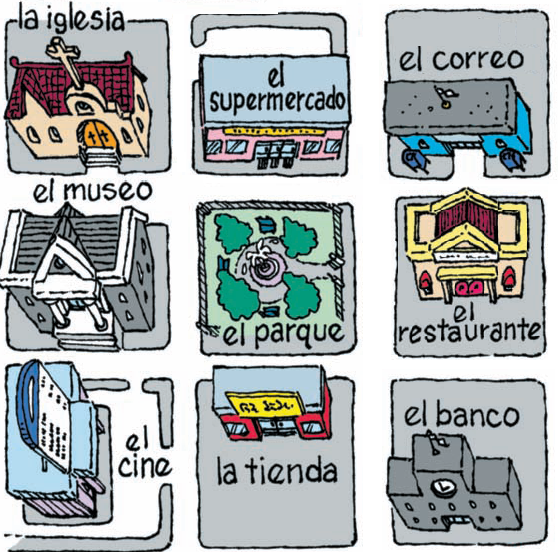 la iglesia
el
supermercado
el correo
el museo
el parque
el
restaurante
el
cine
la tienda
el banco